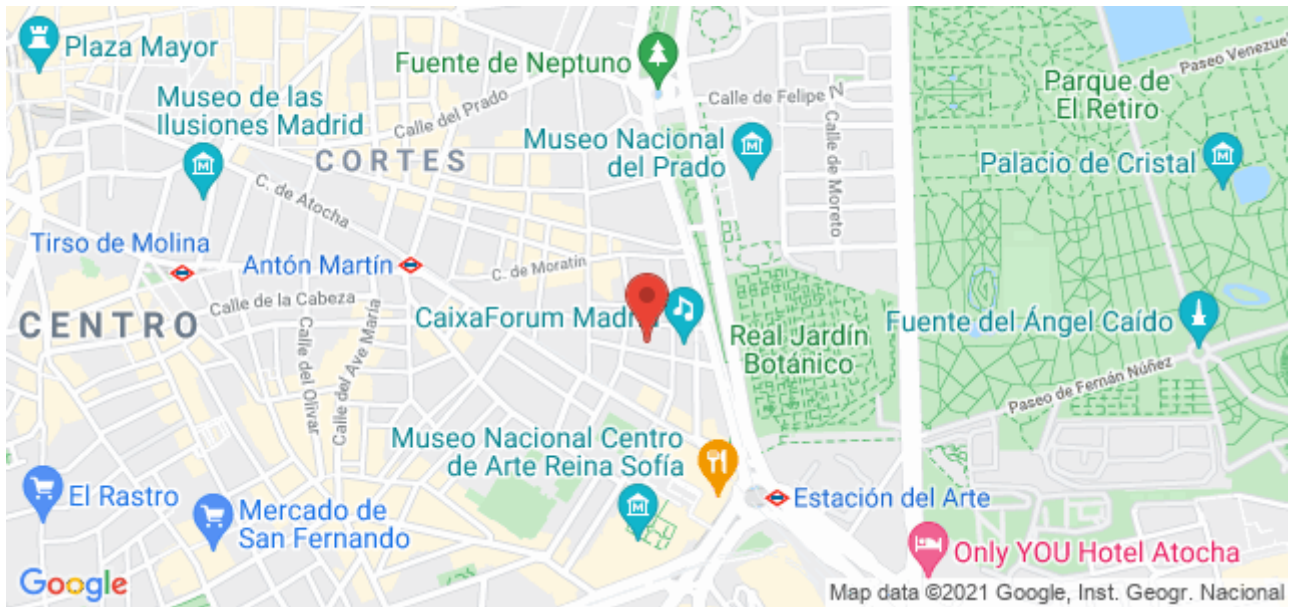 Plaza Mayor
Fuente de Neptuno
Paseo Venezuel
Museo de las
Ilusiones Madrid
Calle del Prado
Calle de Felipe N
Parque de
El Retiro
CORTES
Museo Nacional
del Prado
Calle de Moreto
Palacio de Cristal
C. de Atocha
Tirso de Molina
Antón Martín
C. de Moratín
Calle de la Cabeza
CENTRO
Calle del Olivar
Calle del Ave María
CaixaForum Madri
Real Jardín
Botánico
Fuente del Ángel Caído
Paseo de Fernán Núñez
Museo Nacional Centro
de Arte Reina Sofía
El Rastro
Mercado de
San Fernando
Estación del Arte
Only YOU Hotel Atocha
Google
Map data ©2021 Google, Inst. Geogr. Nacional